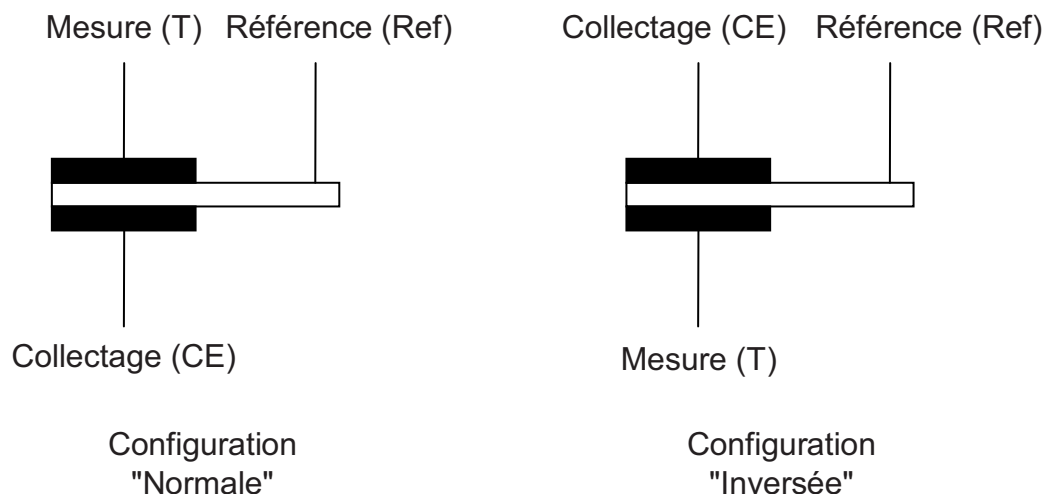 Mesure (T) Référence (Ref)
Collectage (CE)
Configuration
"Normale"
Collectage (CE) Référence (Ref)
Mesure (T)
Configuration
"Inversée"